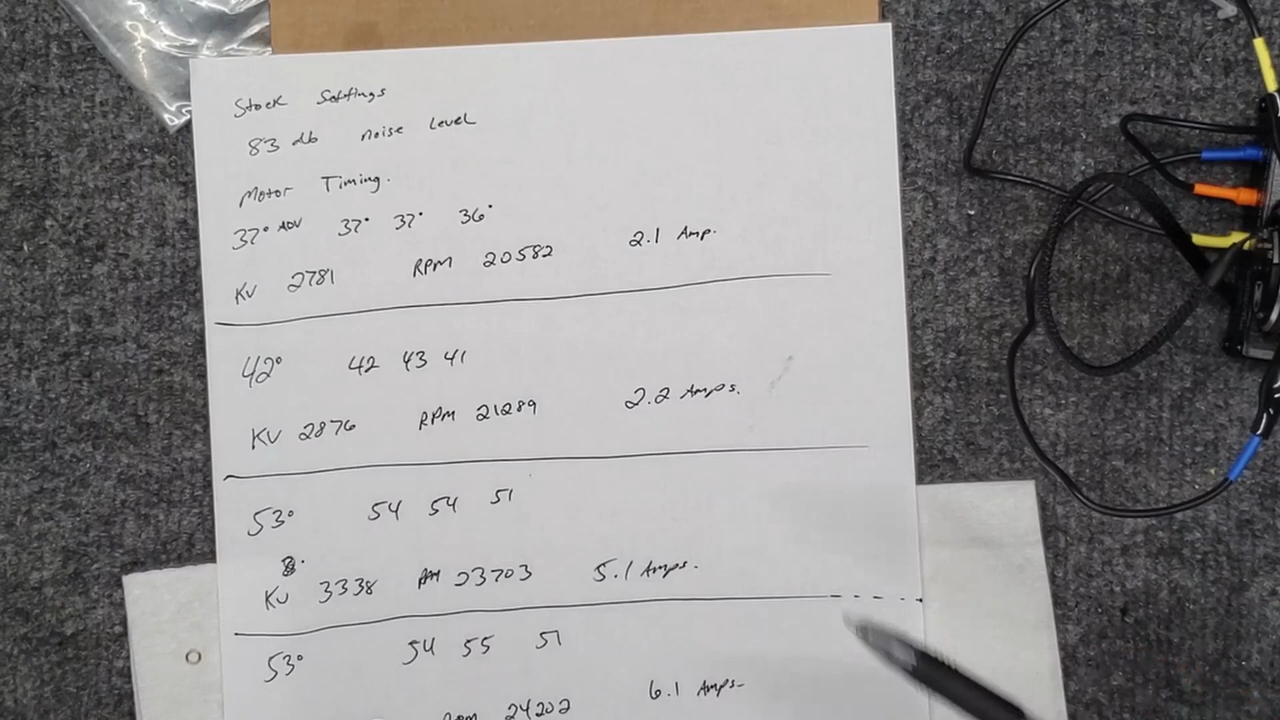 Stock Settings
83 db noise level
Motor Timing.
37° ADV 37° 37° 36°
KV 2781 RPM 20582 2.1 Amp.
42° 42 43 41
KV 2876 RPM 21289 2.2 Amps.
53° 54 54 51
KV 3338 RPM 23703 5.1 Amps.
53° 54 55 51
RPM 24202 6.1 Amps